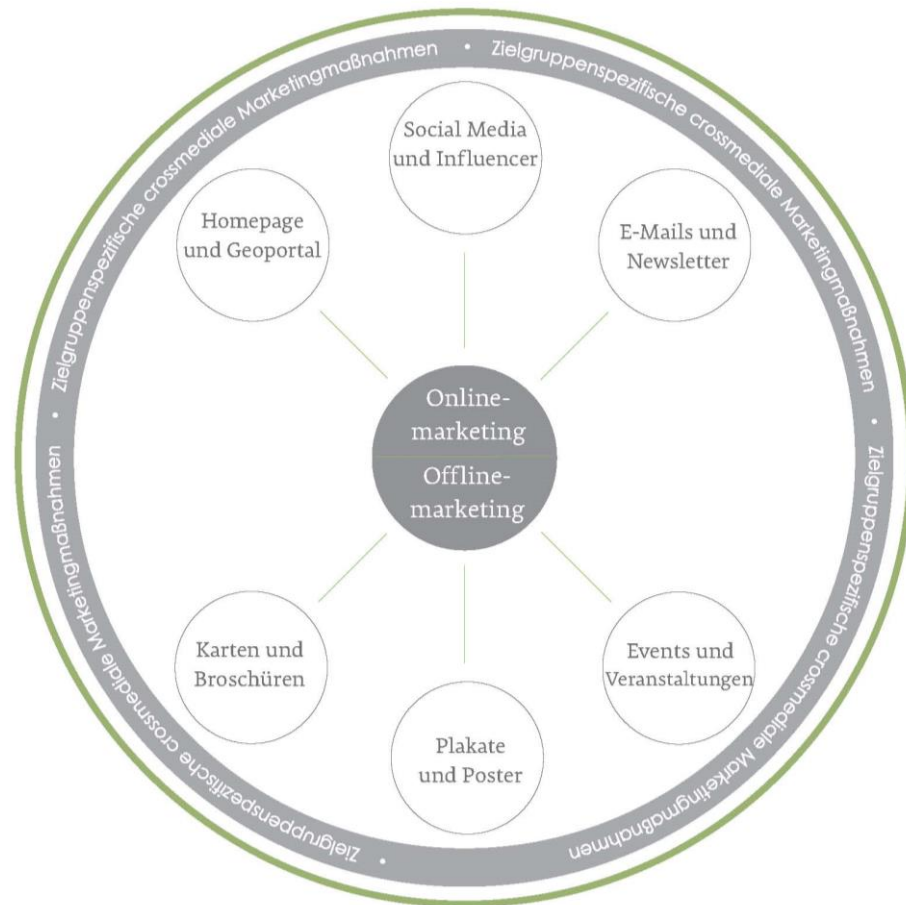 Zielgruppenspezifische crossmediale Marketingmaßnahmen • Zielgruppenspezifische crossmediale Marketingmaßnahmen • Zielgruppenspezifische crossmediale Marketingmaßnahmen • Zielgruppenspezifische crossmediale Marketingmaßnahmen •
Social Media
und Influencer
Homepage
und Geoportal
E-Mails und
Newsletter
Online-
marketing
Offline-
marketing
Karten und
Broschüren
Events und
Veranstaltungen
Plakate
und Poster